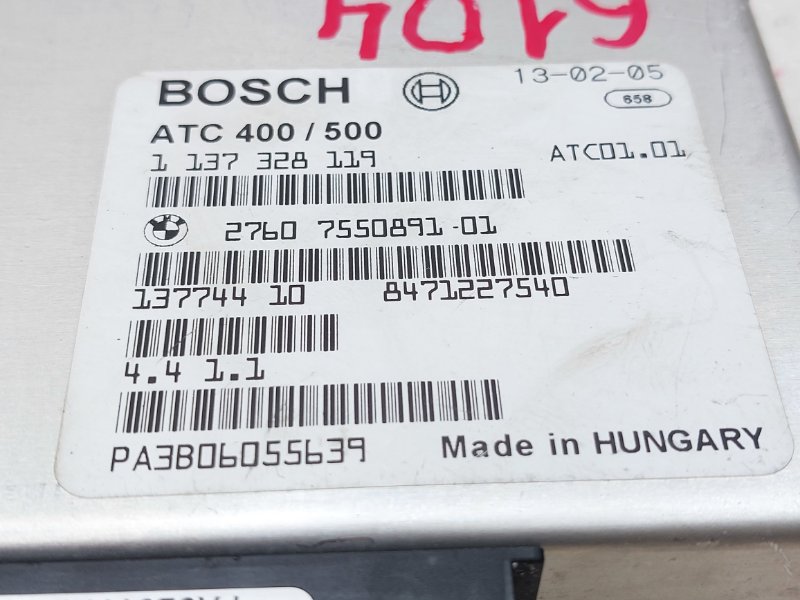 6104
BOSCH 13-02-05
658
ATC 400 / 500
1 137 328 119 ATC01.01
2760 7550891-01
137744 10 8471227540
4.4 1.1
PA3B06055639 Made in HUNGARY